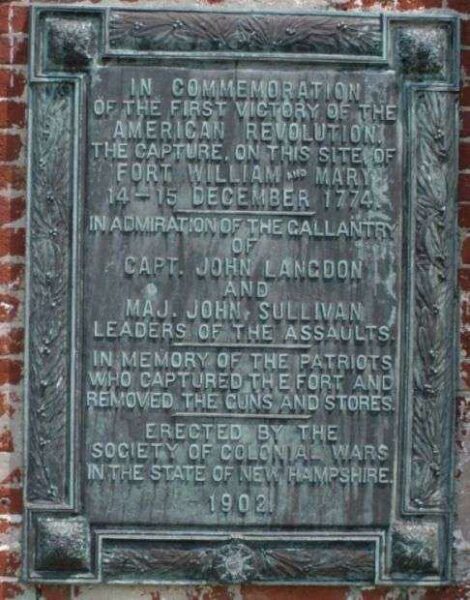 IN COMMEMORATION
OF THE FIRST VICTORY OF THE
AMERICAN REVOLUTION,
THE CAPTURE, ON THIS SITE, OF
FORT WILLIAM AND MARY,
14–15 DECEMBER 1774.
IN ADMIRATION OF THE GALLANTRY
OF
CAPT. JOHN LANGDON
AND
MAJ. JOHN SULLIVAN
LEADERS OF THE ASSAULTS.
IN MEMORY OF THE PATRIOTS
WHO CAPTURED THE FORT AND
REMOVED THE GUNS AND STORES.
ERECTED BY THE
SOCIETY OF COLONIAL WARS
IN THE STATE OF NEW HAMPSHIRE.
1902.